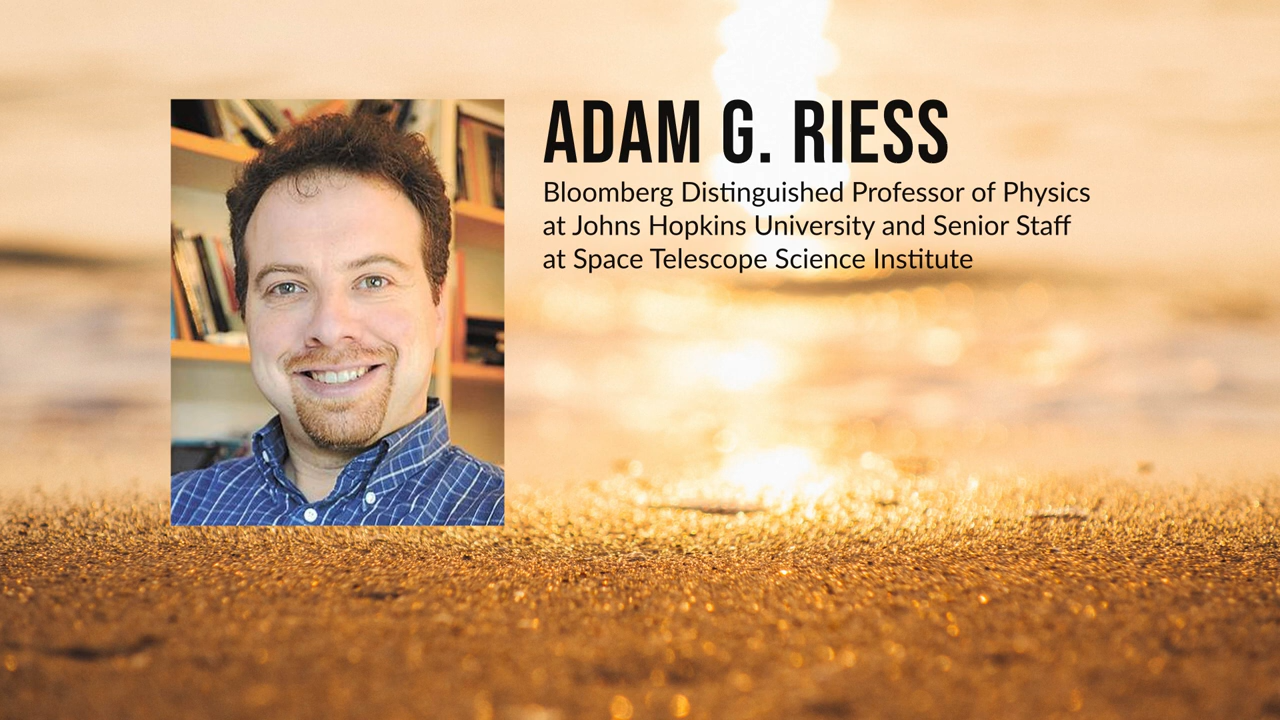 ADAM G. RIESS
Bloomberg Distinguished Professor of Physics
at Johns Hopkins University and Senior Staff
at Space Telescope Science Institute